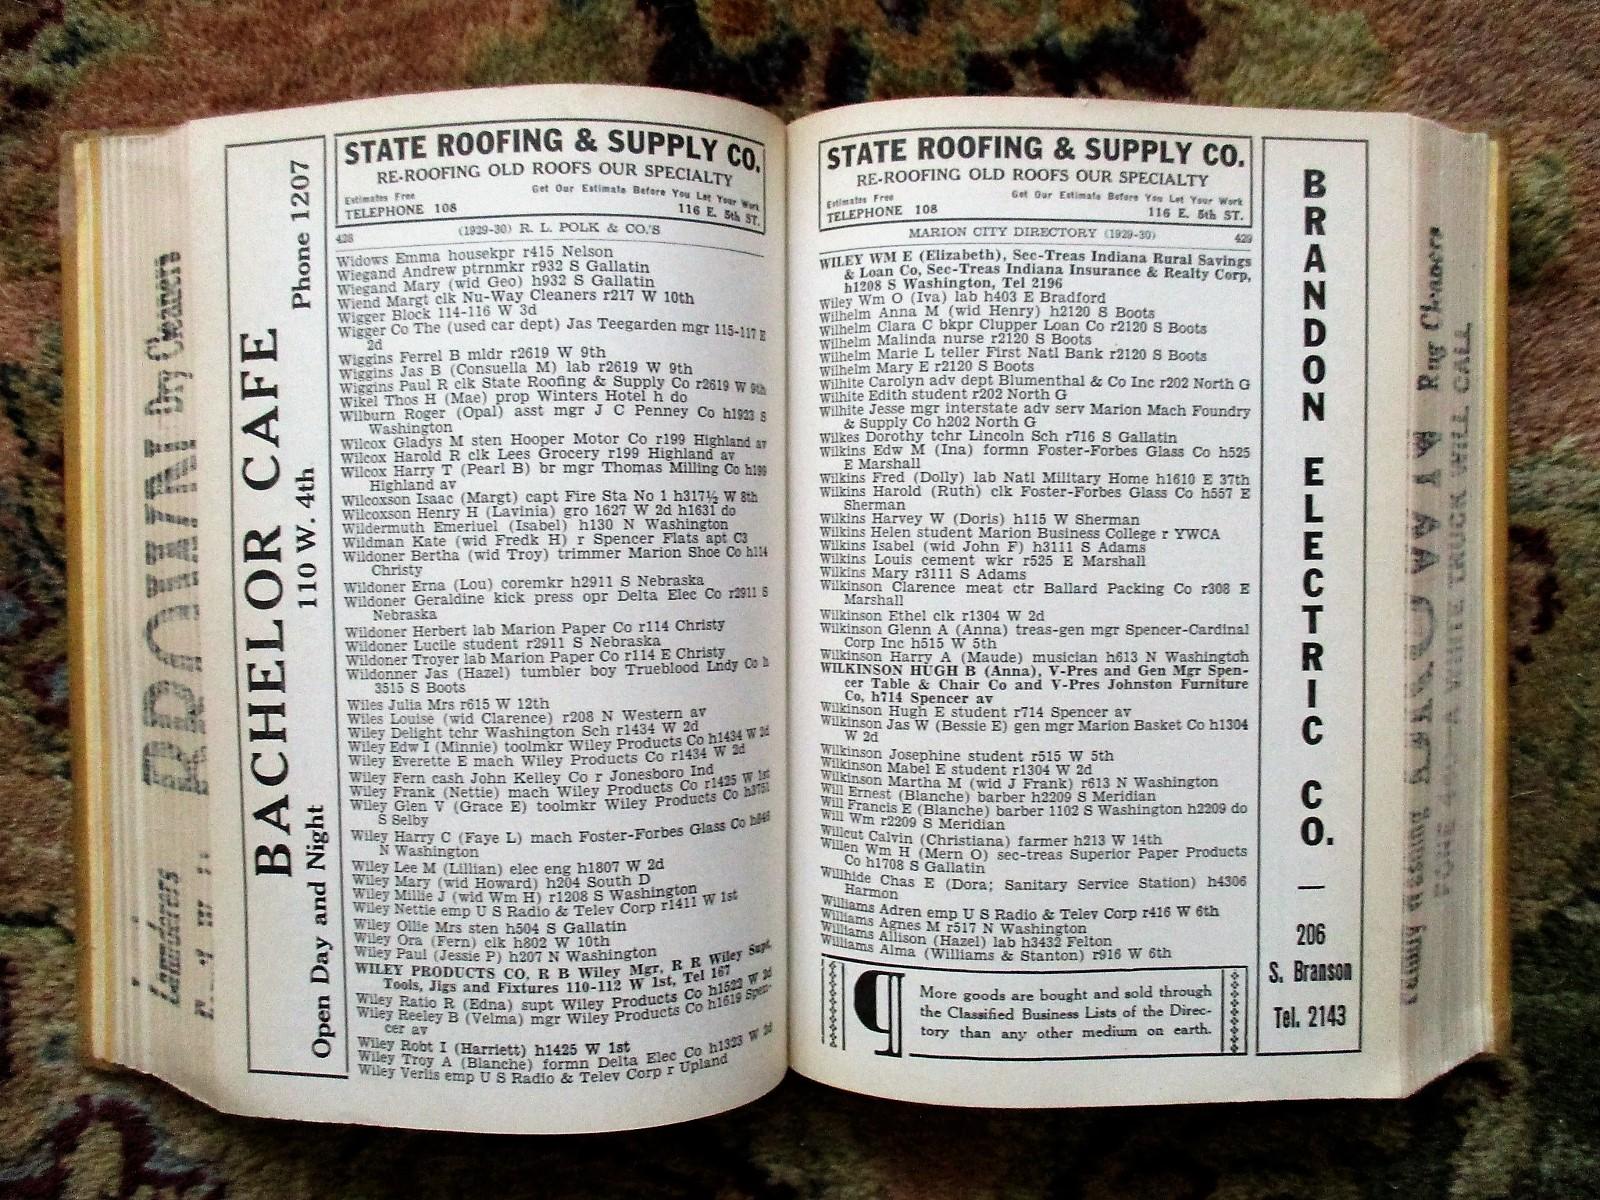 BACHELOR CAFE
Open Day and Night 110 W. 4th Phone 1207
STATE ROOFING & SUPPLY CO.
RE-ROOFING OLD ROOFS OUR SPECIALTY
Estimates Free Get Our Estimate Before You Let Your Work
TELEPHONE 108 116 E. 5th ST.
428 (1929-30) R. L. POLK & CO.'S
Widows Emma housekpr r415 Nelson
Wiegand Andrew ptrnmkr r932 S Gallatin
Wiegand Mary (wid Geo) h932 S Gallatin
Wiend Margt clk Nu-Way Cleaners r217 W 10th
Wigger Block 114-116 W 3d
Wigger Co The (used car dept) Jas Teegarden mgr 115-117 E
2d
Wiggins Ferrel B mldr r2619 W 9th
Wiggins Jas B (Consuella M) lab r2619 W 9th
Wiggins Paul R clk State Roofing & Supply Co r2619 W 9th
Wikel Thos H (Mae) prop Winters Hotel h do
Wilburn Roger (Opal) asst mgr J C Penney Co h1923 S
Washington
Wilcox Gladys M sten Hooper Motor Co r199 Highland av
Wilcox Harold R clk Lees Grocery r199 Highland av
Wilcox Harry T (Pearl B) br mgr Thomas Milling Co h199
Highland av
Wilcoxson Isaac (Margt) capt Fire Sta No 1 h317½ W 8th
Wilcoxson Henry H (Lavinia) gro 1627 W 2d h1631 do
Wildermuth Emeriuel (Isabel) h130 N Washington
Wildman Kate (wid Fredk H) r Spencer Flats apt C3
Wildoner Bertha (wid Troy) trimmer Marion Shoe Co h114
Christy
Wildoner Erna (Lou) coremkr h2911 S Nebraska
Wildoner Geraldine kick press opr Delta Elec Co r2911 S
Nebraska
Wildoner Herbert lab Marion Paper Co r114 Christy
Wildoner Lucile student r2911 S Nebraska
Wildoner Troyer lab Marion Paper Co r114 E Christy
Wildonner Jas (Hazel) tumbler boy Trueblood Lndy Co h
3515 S Boots
Wiles Julia Mrs r615 W 12th
Wiles Louise (wid Clarence) r208 N Western av
Wiley Delight tchr Washington Sch r1434 W 2d
Wiley Edw I (Minnie) toolmkr Wiley Products Co h1434 W 2d
Wiley Everette E mach Wiley Products Co r1434 W 2d
Wiley Fern cash John Kelley Co r Jonesboro Ind
Wiley Frank (Nettie) mach Wiley Products Co r1425 W 1st
Wiley Glen V (Grace E) toolmkr Wiley Products Co h3751
S Selby
Wiley Harry C (Faye L) mach Foster-Forbes Glass Co
N Washington
Wiley Lee M (Lillian) elec eng h1807 W 2d
Wiley Mary (wid Howard) h204 South D
Wiley Millie J (wid Wm H) r1208 S Washington
Wiley Nettie emp U S Radio & Telev Corp r1411 W 1st
Wiley Ollie Mrs sten h504 S Gallatin
Wiley Ora (Fern) clk h802 W 10th
Wiley Paul (Jessie P) h207 N Washington
WILEY PRODUCTS CO, R B Wiley Mgr, R R Wiley Supt,
Tools, Jigs and Fixtures 110-112 W 1st, Tel 167
Wiley Ratio R (Edna) supt Wiley Products Co h1522 W 2d
Wiley Reeley B (Velma) mgr Wiley Products Co h1619 Spen-
cer av
Wiley Robt I (Harriett) h1425 W 1st
Wiley Troy A (Blanche) formn Delta Elec Co h1323 W 2d
Wiley Verlis emp U S Radio & Telev Corp r Upland
STATE ROOFING & SUPPLY CO.
RE-ROOFING OLD ROOFS OUR SPECIALTY
Estimates Free Get Our Estimate Before You Let Your Work
TELEPHONE 108 116 E. 5th ST.
MARION CITY DIRECTORY (1929-30) 429
WILEY WM E (Elizabeth), Sec-Treas Indiana Rural Savings
& Loan Co, Sec-Treas Indiana Insurance & Realty Corp,
h1208 S Washington, Tel 2196
Wiley Wm O (Iva) lab h403 E Bradford
Wilhelm Anna M (wid Henry) h2120 S Boots
Wilhelm Clara C bkpr Clupper Loan Co r2120 S Boots
Wilhelm Malinda nurse r2120 S Boots
Wilhelm Marie L teller First Natl Bank r2120 S Boots
Wilhelm Mary E r2120 S Boots
Wilhite Carolyn adv dept Blumenthal & Co Inc r202 North G
Wilhite Edith student r202 North G
Wilhite Jesse mgr interstate adv serv Marion Mach Foundry
& Supply Co h202 North G
Wilkes Dorothy tchr Lincoln Sch r716 S Gallatin
Wilkins Edw M (Ina) formn Foster-Forbes Glass Co h525
E Marshall
Wilkins Fred (Dolly) lab Natl Military Home h1610 E 37th
Wilkins Harold (Ruth) clk Foster-Forbes Glass Co h557 E
Sherman
Wilkins Harvey W (Doris) h115 W Sherman
Wilkins Helen student Marion Business College r YWCA
Wilkins Isabel (wid John F) h3111 S Adams
Wilkins Louis cement wkr r525 E Marshall
Wilkins Mary r3111 S Adams
Wilkinson Clarence meat ctr Ballard Packing Co r308 E
Marshall
Wilkinson Ethel clk r1304 W 2d
Wilkinson Glenn A (Anna) treas-gen mgr Spencer-Cardinal
Corp Inc h515 W 5th
Wilkinson Harry A (Maude) musician h613 N Washington
WILKINSON HUGH B (Anna), V-Pres and Gen Mgr Spen-
cer Table & Chair Co and V-Pres Johnston Furniture
Co, h714 Spencer av
Wilkinson Hugh E student r714 Spencer av
Wilkinson Jas W (Bessie E) gen mgr Marion Basket Co h1304
W 2d
Wilkinson Josephine student r515 W 5th
Wilkinson Mabel E student r1304 W 2d
Wilkinson Martha M (wid J Frank) r613 N Washington
Will Ernest (Blanche) barber h2209 S Meridian
Will Francis E (Blanche) barber 1102 S Washington h2209 do
Will Wm r2209 S Meridian
Willcut Calvin (Christiana) farmer h213 W 14th
Willen Wm H (Mern O) sec-treas Superior Paper Products
Co h1708 S Gallatin
Willhide Chas E (Dora; Sanitary Service Station) h4306
Harmon
Williams Adren emp U S Radio & Telev Corp r416 W 6th
Williams Agnes M r517 N Washington
Williams Allison (Hazel) lab h3432 Felton
Williams Alma (Williams & Stanton) r916 W 6th
¶ More goods are bought and sold through
the Classified Business Lists of the Direc-
tory than any other medium on earth.
BRANDON ELECTRIC CO.
—
206
S. Branson
Tel. 2143
Dry Cleaners
Launderers
Rug Cleaners
A WHITE TRUCK WILL CALL